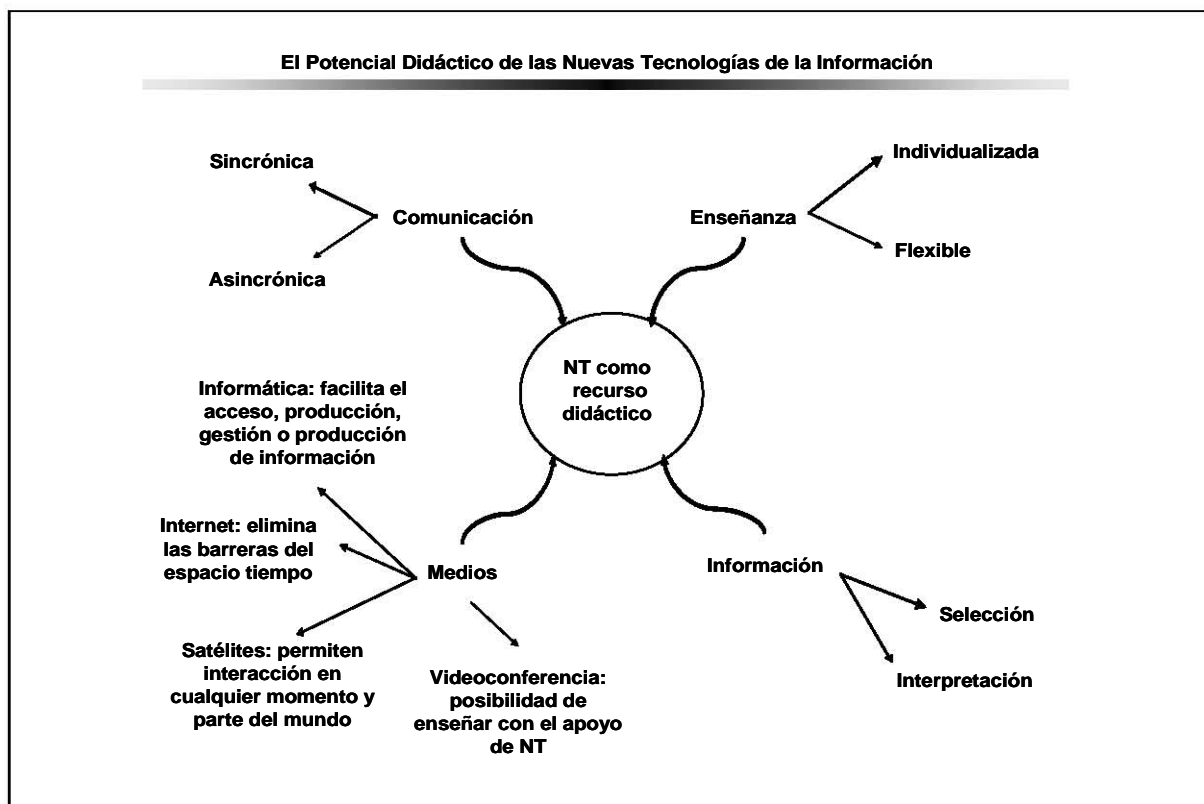 El Potencial Didáctico de las Nuevas Tecnologías de la Información
Sincrónica
Comunicación
Asincrónica
Enseñanza
Individualizada
Flexible
NT como
recurso
didáctico
Informática: facilita el
acceso, producción,
gestión o producción
de información
Internet: elimina
las barreras del
espacio tiempo
Medios
Satélites: permiten
interacción en
cualquier momento y
parte del mundo
Videoconferencia:
posibilidad de
enseñar con el apoyo
de NT
Información
Selección
Interpretación